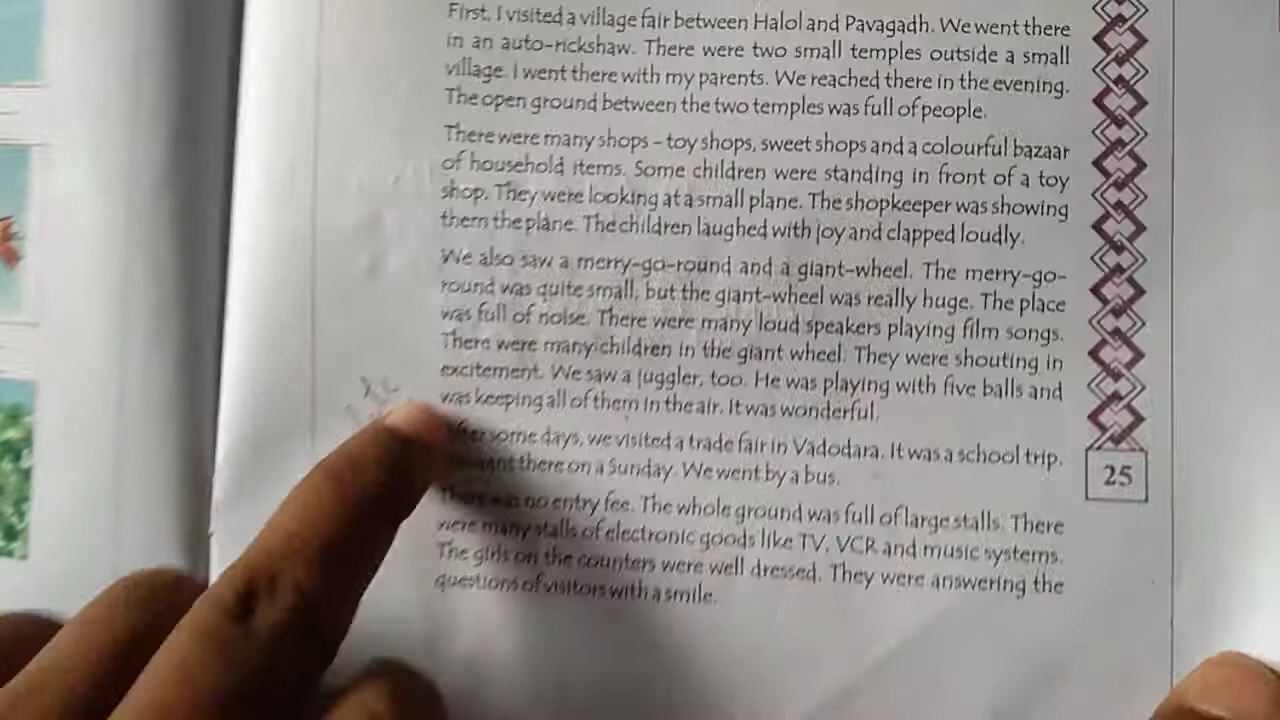 First, I visited a village fair between Halol and Pavagadh. We went there
in an auto-rickshaw. There were two small temples outside a small
village. I went there with my parents. We reached there in the evening.
The open ground between the two temples was full of people.
There were many shops – toy shops, sweet shops and a colourful bazaar
of household items. Some children were standing in front of a toy
shop. They were looking at a small plane. The shopkeeper was showing
them the plane. The children laughed with joy and clapped loudly.
We also saw a merry-go-round and a giant-wheel. The merry-go-
round was quite small, but the giant-wheel was really huge. The place
was full of noise. There were many loud speakers playing film songs.
There were many children in the giant wheel. They were shouting in
excitement. We saw a juggler, too. He was playing with five balls and
was keeping all of them in the air. It was wonderful.
some days, we visited a trade fair in Vadodara. It was a school trip.
there on a Sunday. We went by a bus.
25
no entry fee. The whole ground was full of large stalls. There
were many stalls of electronic goods like TV, VCR and music systems.
The girls on the counters were well dressed. They were answering the
questions of visitors with a smile.